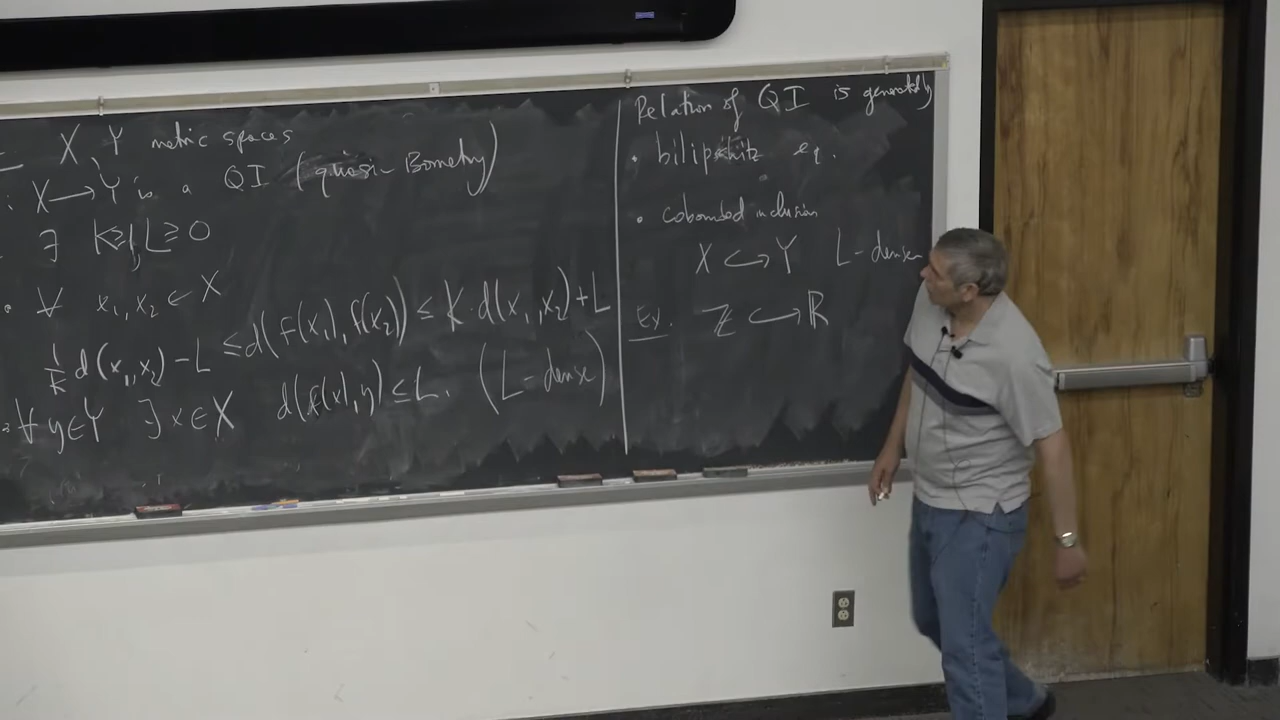 X, Y metric spaces
: X → Y is a QI (quasi-isometry)
∃ K≥1, L ≥ 0
• ∀ x₁, x₂ ∈ X
1/K d(x₁, x₂) - L ≤ d(f(x₁), f(x₂)) ≤ K · d(x₁, x₂) + L
∀ y ∈ Y ∃ x ∈ X d(f(x), y) ≤ L. (L-dense)
Relation of QI is generated by
• bilipshitz eq.
• cobounded inclusion
X ↪ Y L-dense
Ex. ℤ ↪ ℝ